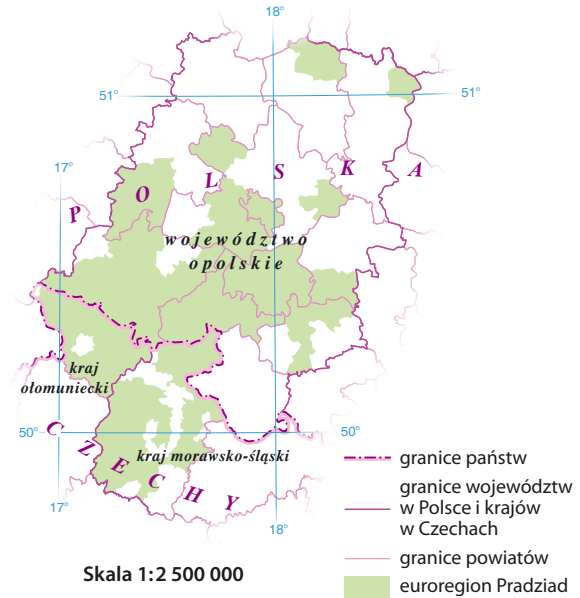 18°
51°
51°
17°
P O L S K A
województwo
opolskie
kraj
ołomuniecki
50°
50°
C Z E C H Y
kraj morawsko-śląski
17°
18°
granice państw
granice województw
w Polsce i krajów
w Czechach
granice powiatów
euroregion Pradziad
Skala 1:2 500 000